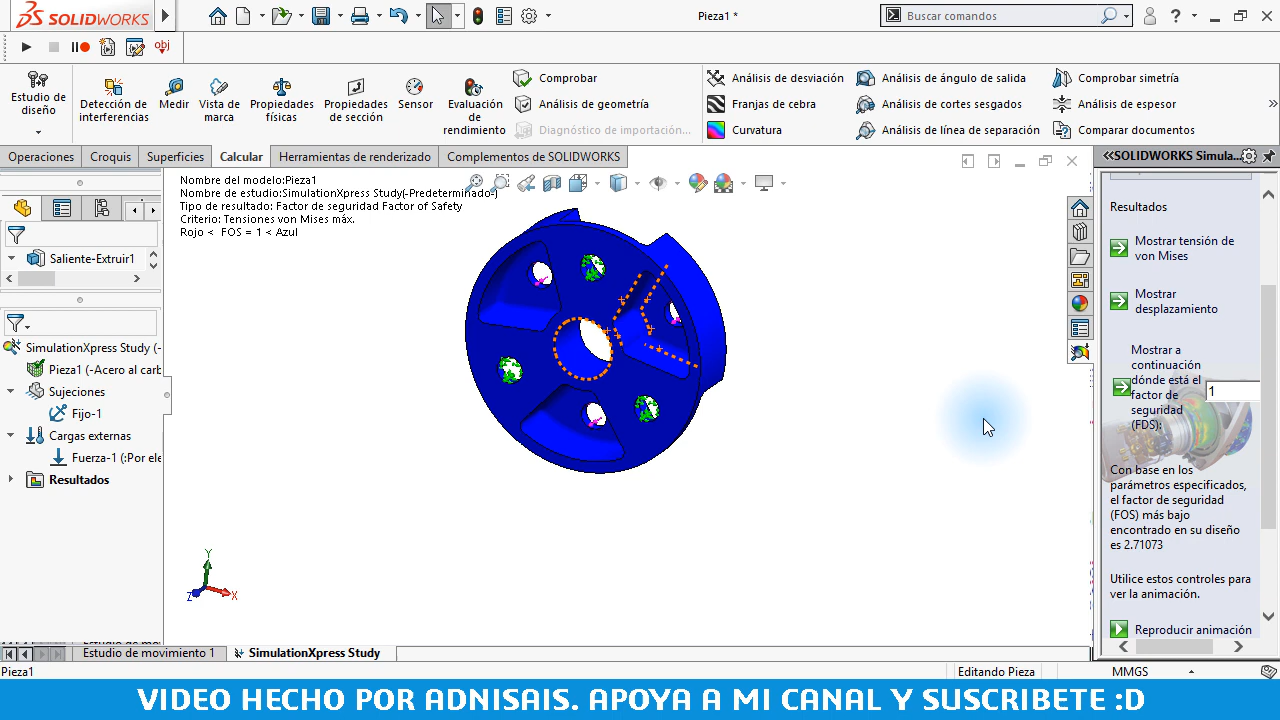 SOLIDWORKS
Pieza1 *
Buscar comandos
?
obj
Estudio de
diseño
Detección de
interferencias
Medir
Vista de
marca
Propiedades
físicas
Propiedades
de sección
Sensor
Evaluación
de
rendimiento
Comprobar
Análisis de geometría
Diagnóstico de importación...
Análisis de desviación
Franjas de cebra
Curvatura
Análisis de ángulo de salida
Análisis de cortes sesgados
Análisis de línea de separación
Comprobar simetría
Análisis de espesor
Comparar documentos
Operaciones
Croquis
Superficies
Calcular
Herramientas de renderizado
Complementos de SOLIDWORKS
SOLIDWORKS Simula...
Nombre del modelo:Pieza1
Nombre de estudio:SimulationXpress Study(-Predeterminado-)
Tipo de resultado: Factor de seguridad Factor of Safety
Criterio: Tensiones von Mises máx.
Rojo < FOS = 1 < Azul
Saliente-Extruir1
SimulationXpress Study (-
Pieza1 (-Acero al carb
Sujeciones
Fijo-1
Cargas externas
Fuerza-1 (:Por ele
Resultados
Y
Z
X
Resultados
Mostrar tensión de
von Mises
Mostrar
desplazamiento
Mostrar a
continuación
dónde está el
factor de
seguridad
(FDS):
1
Con base en los
parámetros especificados,
el factor de seguridad
(FOS) más bajo
encontrado en su diseño
es 2.71073
Utilice estos controles para
ver la animación.
Reproducir animación
Estudio de movimiento 1
SimulationXpress Study
Pieza1
Editando Pieza
MMGS
VIDEO HECHO POR ADNISAIS. APOYA A MI CANAL Y SUSCRIBETE :D